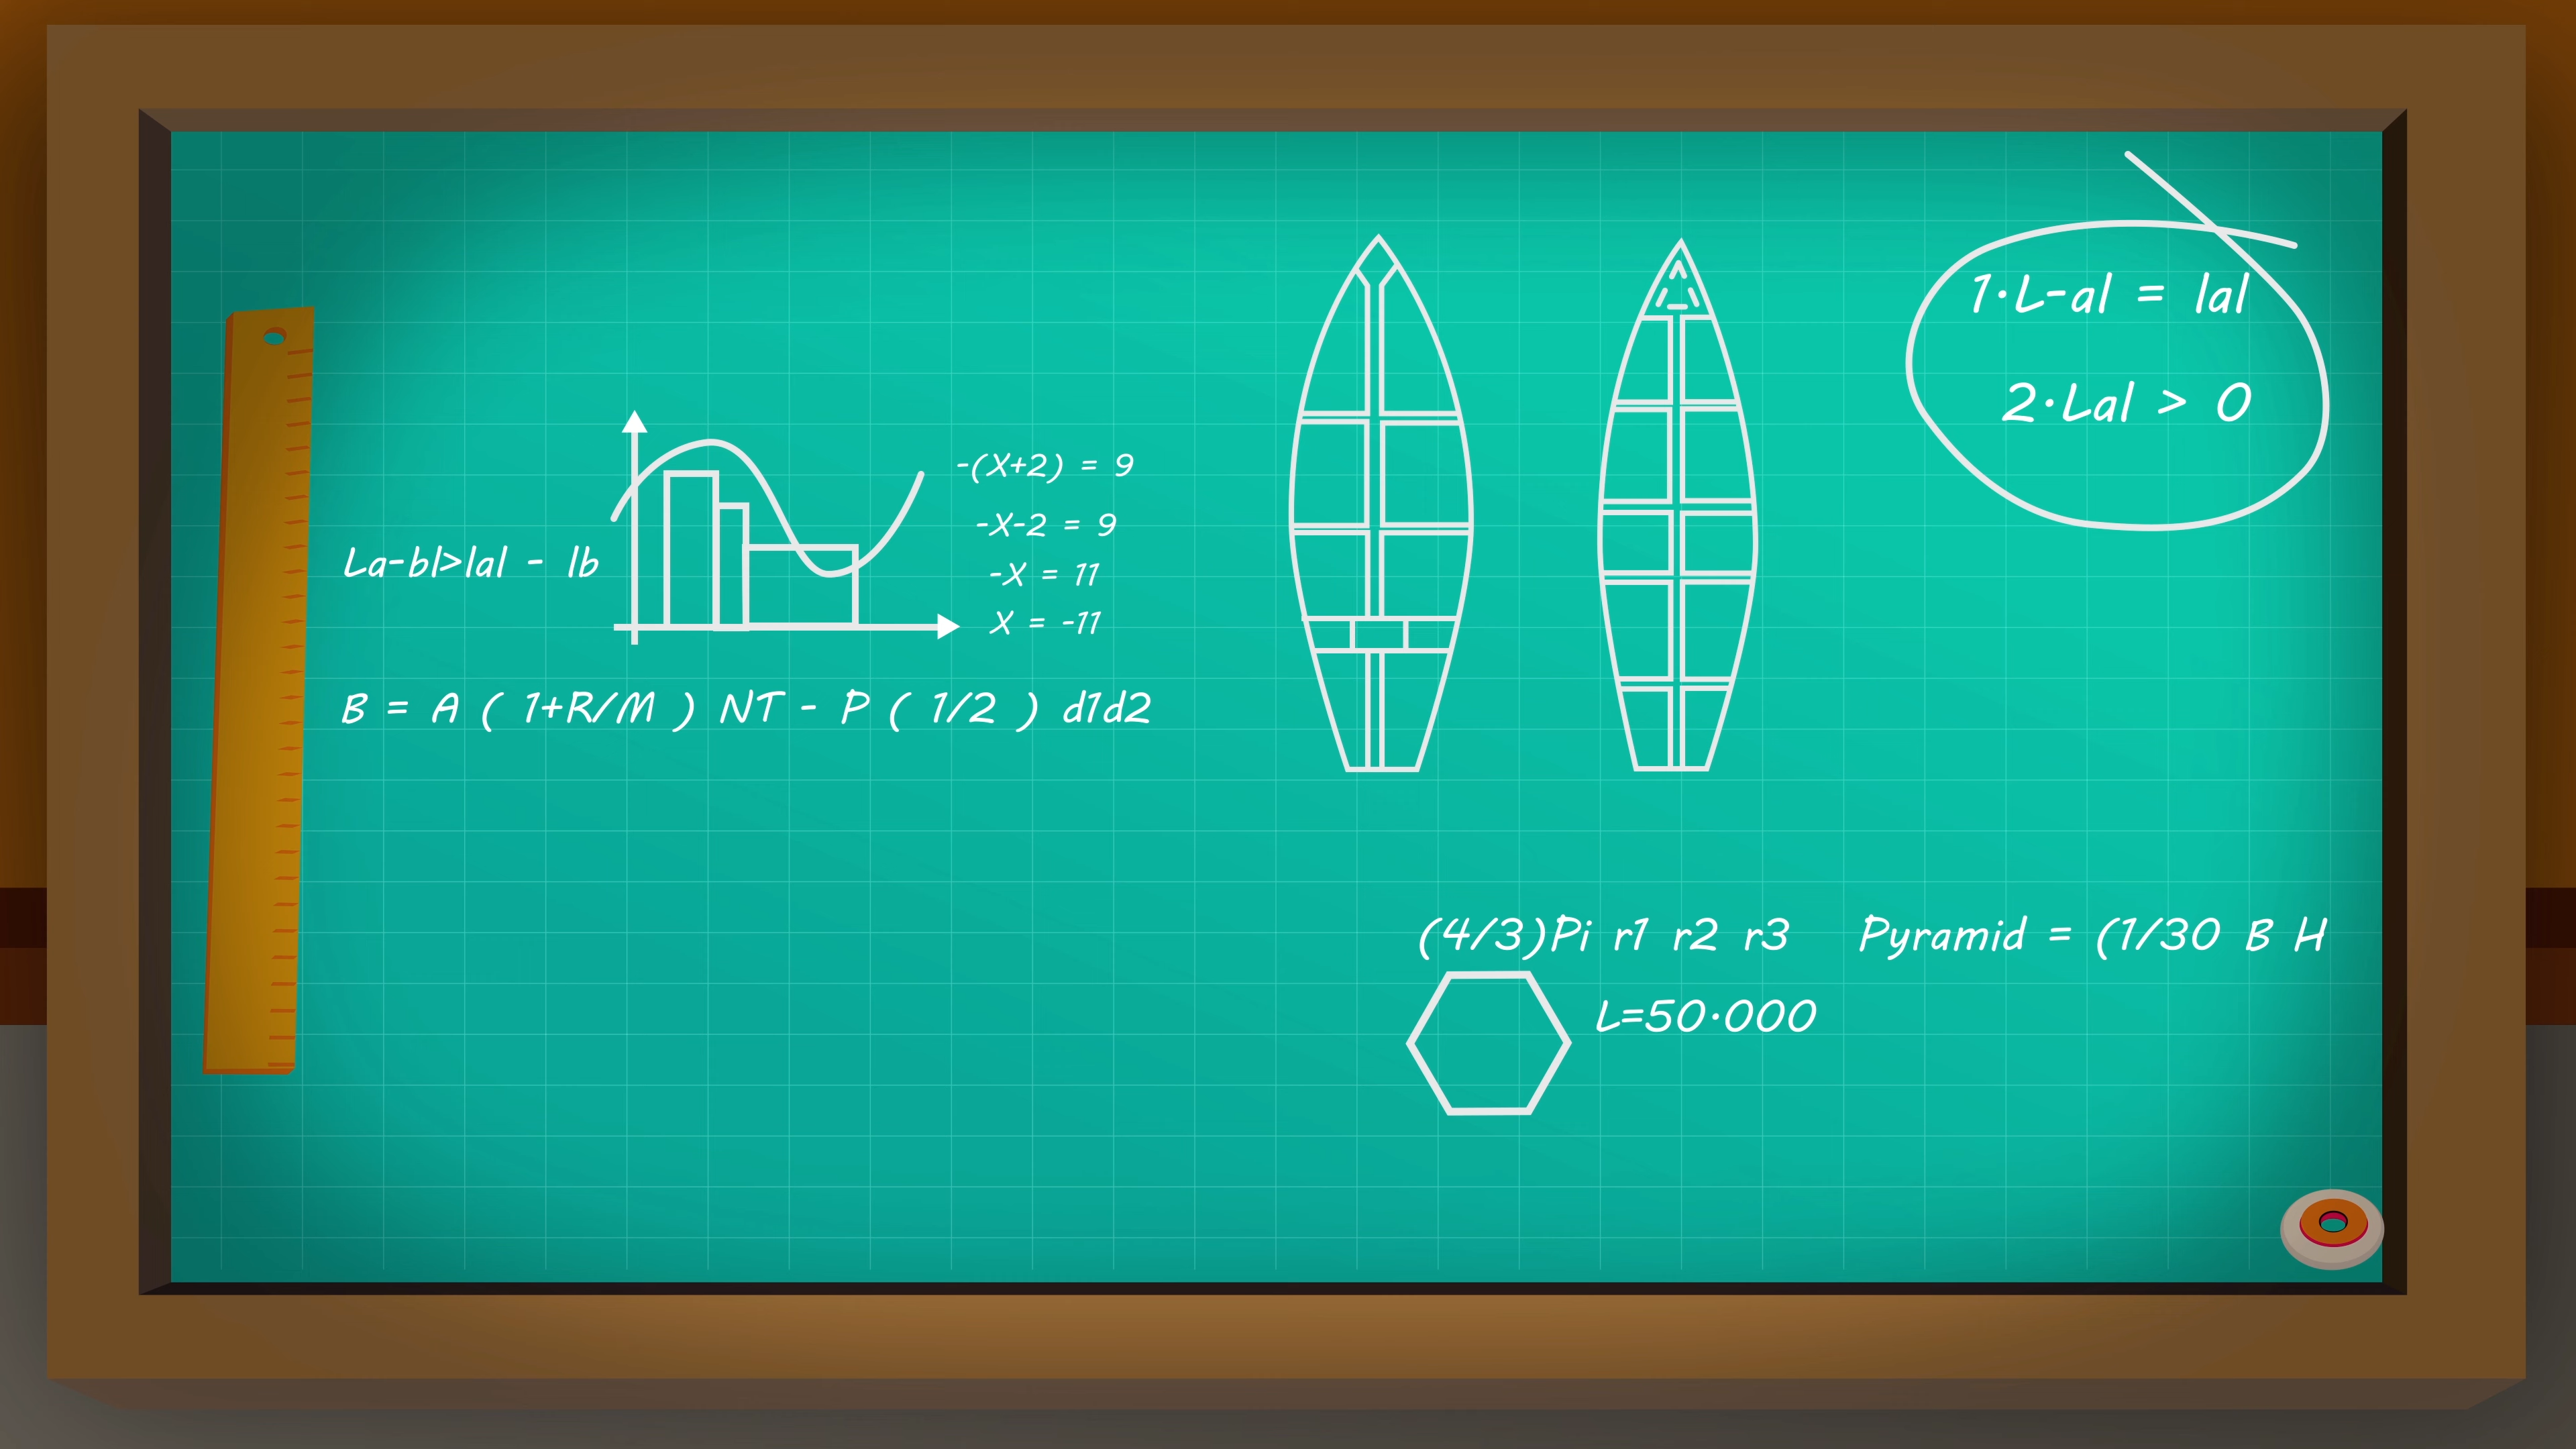 La-bl>lal - lb
-(X+2) = 9
-X-2 = 9
-X = 11
X = -11
B = A ( 1+R/M ) NT - P ( 1/2 ) d1d2
1·L-al = lal
2·Lal > 0
(4/3)Pi r1 r2 r3
Pyramid = (1/30 B H
L=50·000